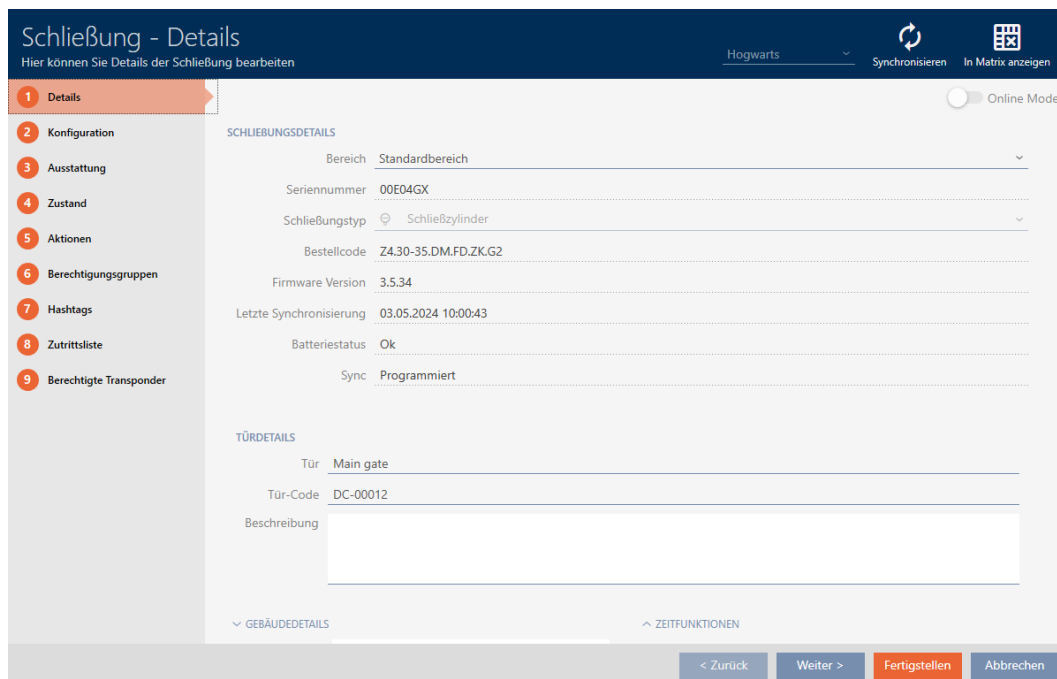 Schließung - Details
Hier können Sie Details der Schließung bearbeiten
Hogwarts
Synchronisieren
In Matrix anzeigen
1 Details
2 Konfiguration
3 Ausstattung
4 Zustand
5 Aktionen
6 Berechtigungsgruppen
7 Hashtags
8 Zutrittsliste
9 Berechtigte Transponder
Online Mode
SCHLIEßUNGSDETAILS
Bereich Standardbereich
Seriennummer 00E04GX
Schließungstyp Schließzylinder
Bestellcode Z4.30-35.DM.FD.ZK.G2
Firmware Version 3.5.34
Letzte Synchronisierung 03.05.2024 10:00:43
Batteriestatus Ok
Sync Programmiert
TÜRDETAILS
Tür Main gate
Tür-Code DC-00012
Beschreibung
GEBÄUDEDETAILS
ZEITFUNKTIONEN
< Zurück
Weiter >
Fertigstellen
Abbrechen